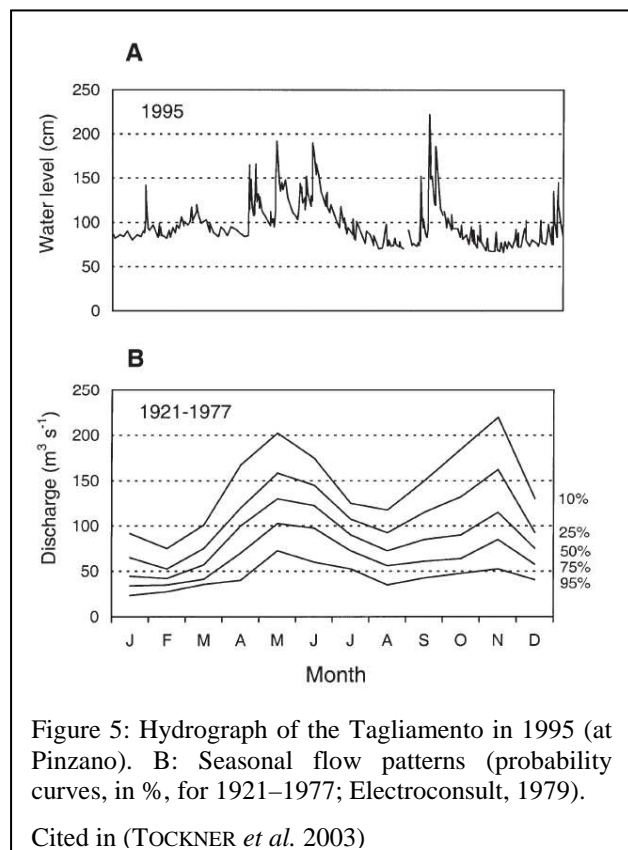 A
250
200
150
100
50
0
Water level (cm)
1995
B
250
200
150
100
50
0
Discharge (m³ s⁻¹)
1921-1977
10%
25%
50%
75%
95%
J F M A M J J A S O N D
Month
Figure 5: Hydrograph of the Tagliamento in 1995 (at
Pinzano). B: Seasonal flow patterns (probability
curves, in %, for 1921–1977; Electroconsult, 1979).
Cited in (TOCKNER et al. 2003)